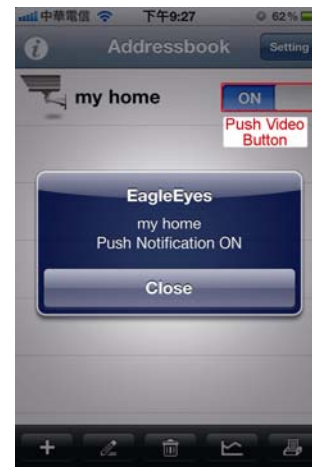 中華電信 下午9:27 62%
Addressbook Setting
my home ON
Push Video
Button
EagleEyes
my home
Push Notification ON
Close